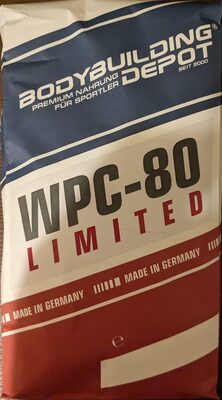 BODYBUILDING®
DEPOT
PREMIUM NAHRUNG
FÜR SPORTLER
SEIT 2000
WPC-80
LIMITED
MADE IN GERMANY
MADE IN GERMANY
℮